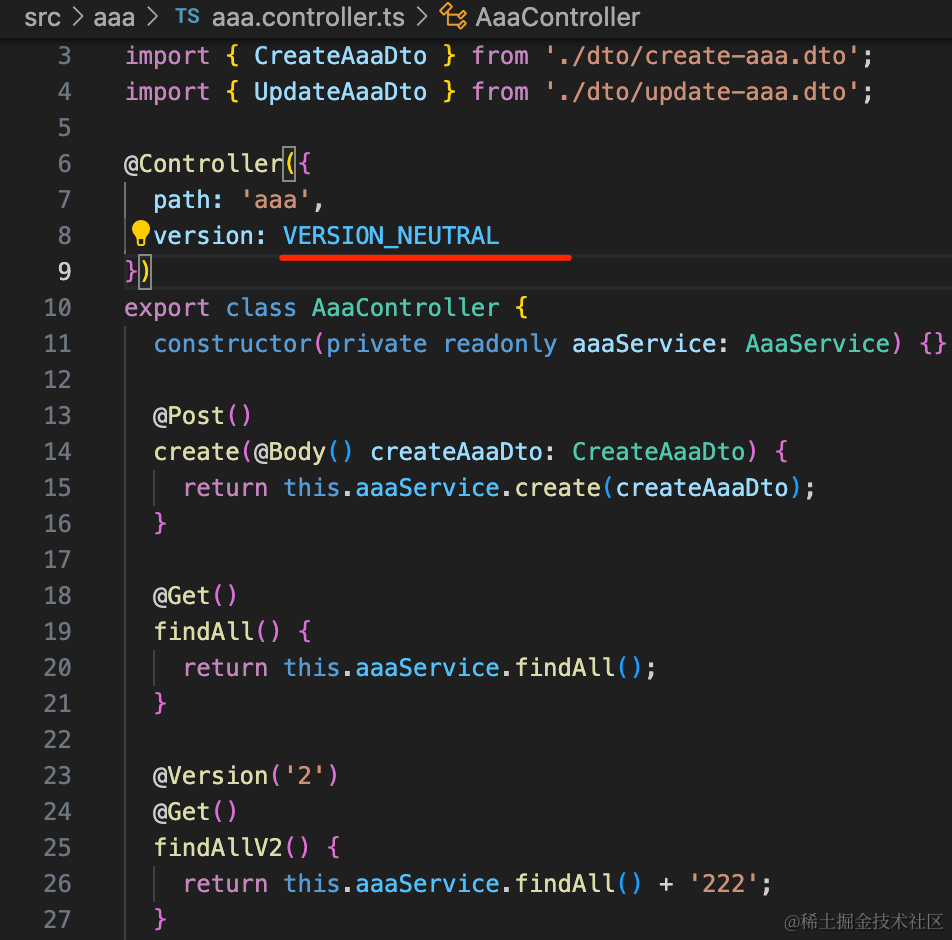 src > aaa > TS aaa.controller.ts > AaaController
3 import { CreateAaaDto } from './dto/create-aaa.dto';
4 import { UpdateAaaDto } from './dto/update-aaa.dto';
5
6 @Controller({
7 path: 'aaa',
8 version: VERSION_NEUTRAL
9 })
10 export class AaaController {
11 constructor(private readonly aaaService: AaaService) {}
12
13 @Post()
14 create(@Body() createAaaDto: CreateAaaDto) {
15 return this.aaaService.create(createAaaDto);
16 }
17
18 @Get()
19 findAll() {
20 return this.aaaService.findAll();
21 }
22
23 @Version('2')
24 @Get()
25 findAllV2() {
26 return this.aaaService.findAll() + '222';
27 }
@稀土掘金技术社区